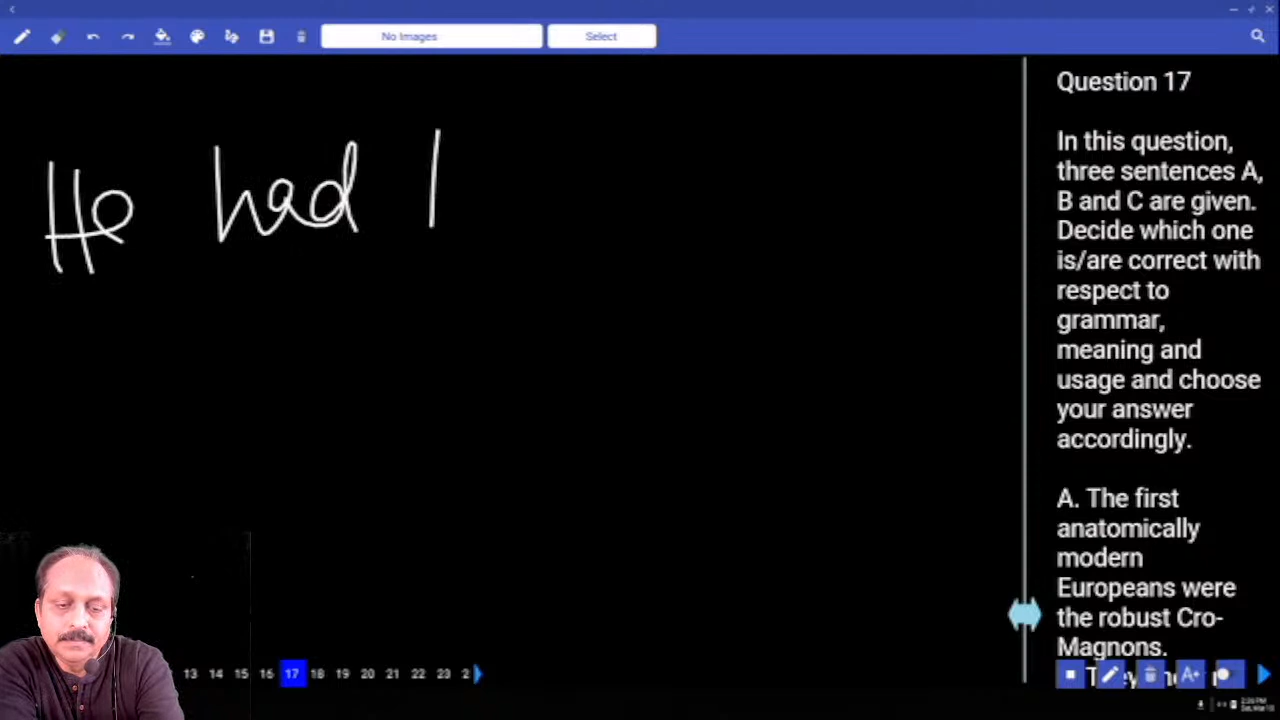 No Images
Select
He had l
Question 17
In this question,
three sentences A,
B and C are given.
Decide which one
is/are correct with
respect to
grammar,
meaning and
usage and choose
your answer
accordingly.
A. The first
anatomically
modern
Europeans were
the robust Cro-
Magnons.
13 14 15 16 17 18 19 20 21 22 23 2
A+